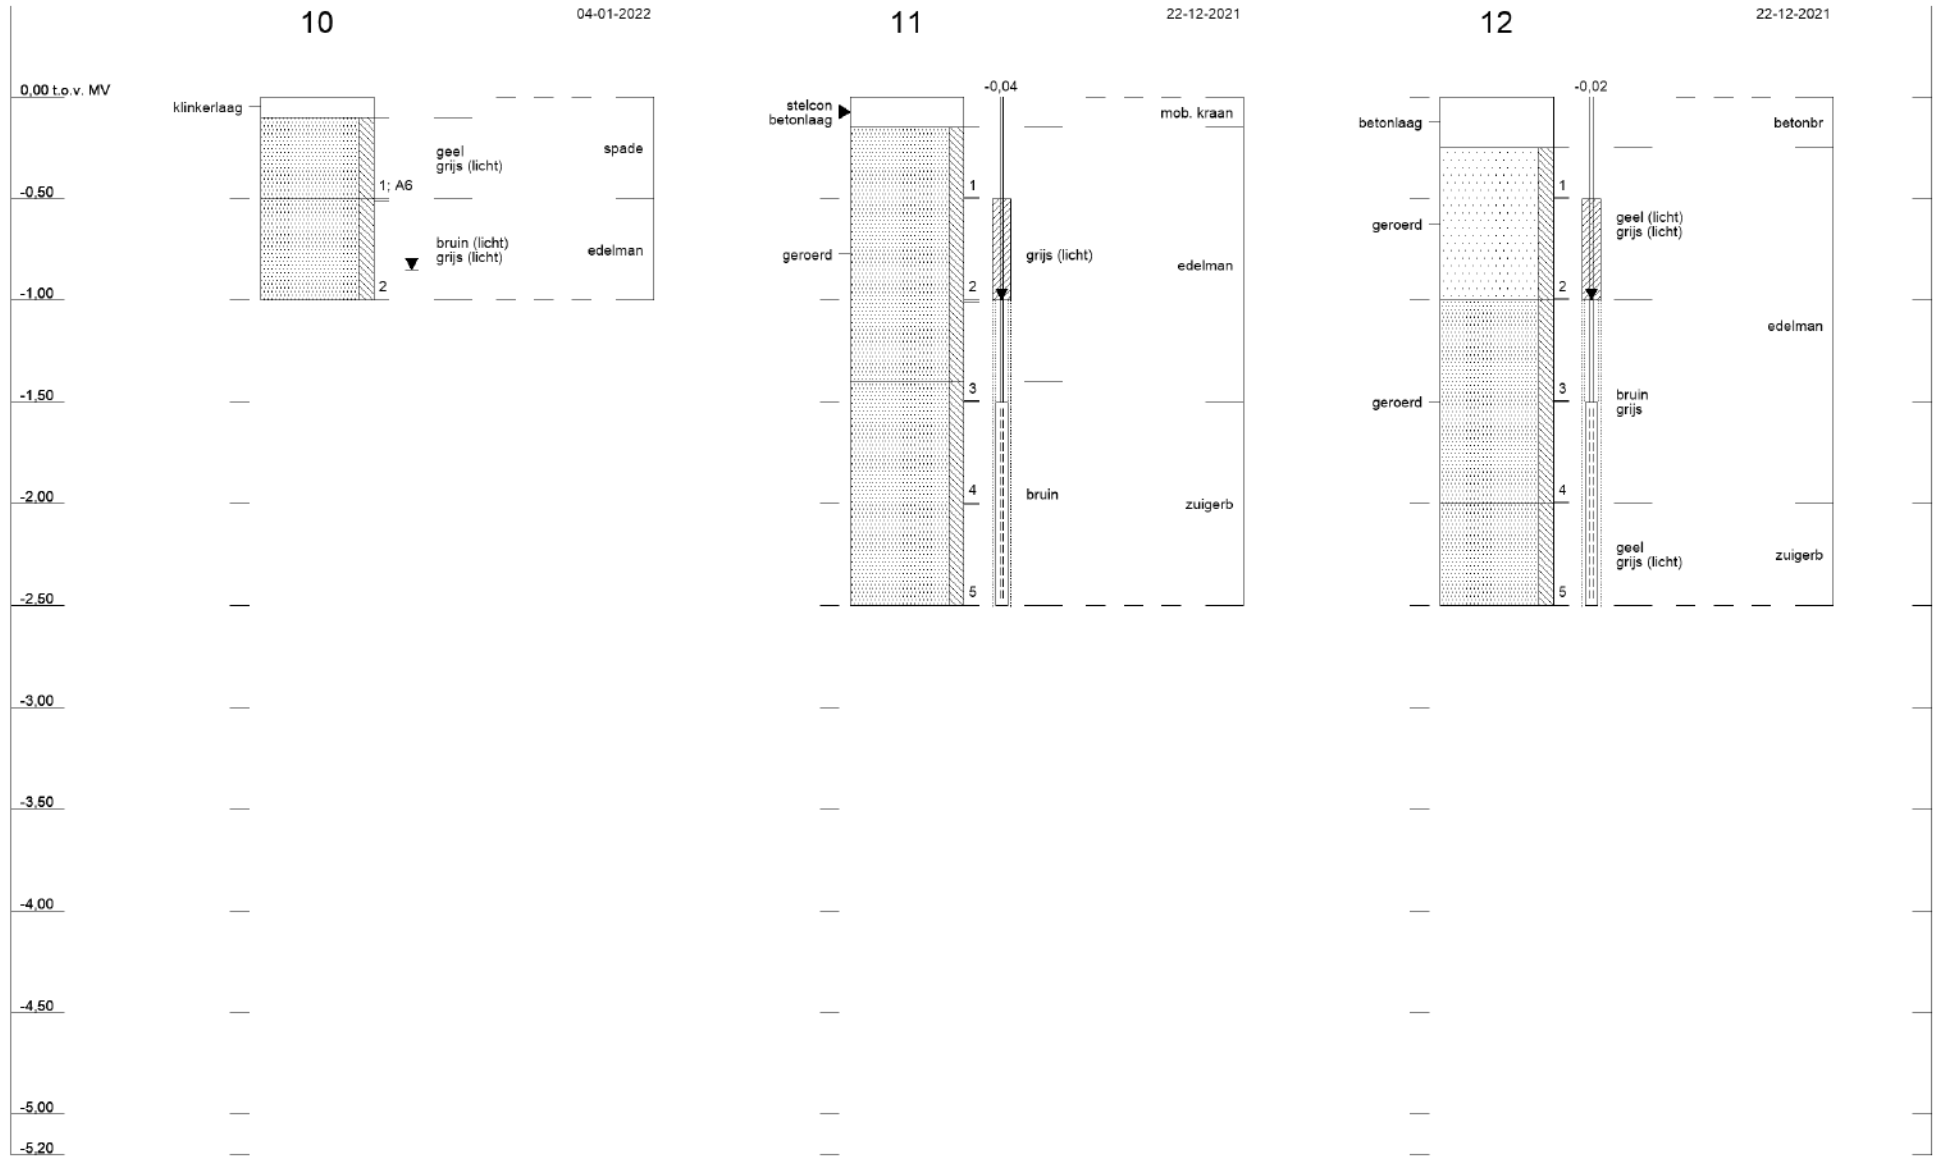 10
04-01-2022
11
22-12-2021
12
22-12-2021
0,00 t.o.v. MV
-0,50
-1,00
-1,50
-2,00
-2,50
-3,00
-3,50
-4,00
-4,50
-5,00
-5,20
klinkerlaag
geel
grijs (licht)
spade
1; A6
bruin (licht)
grijs (licht)
edelman
2
-0,04
stelcon
betonlaag
mob. kraan
1
geroerd
grijs (licht)
edelman
2
3
4
bruin
zuigerb
5
-0,02
betonlaag
betonbr
1
geroerd
geel (licht)
grijs (licht)
2
edelman
3
geroerd
bruin
grijs
4
geel
grijs (licht)
zuigerb
5